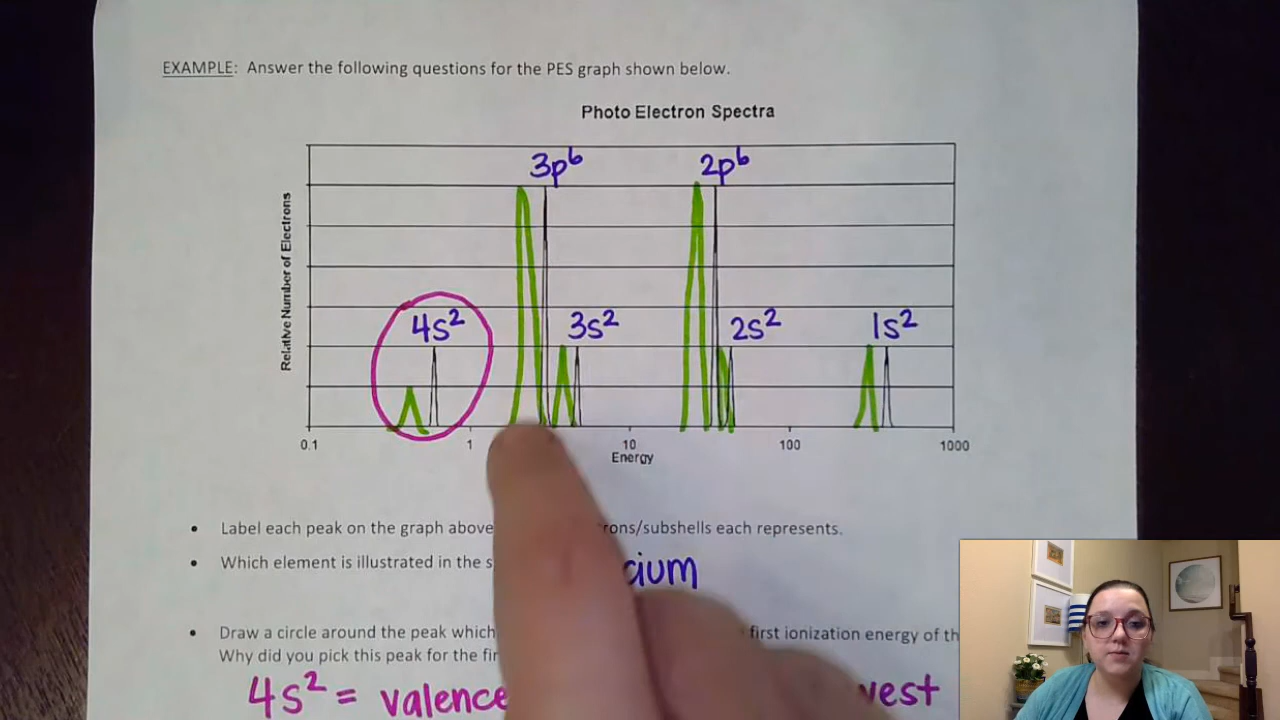 EXAMPLE: Answer the following questions for the PES graph shown below.
Photo Electron Spectra
3p⁶ 2p⁶
4s² 3s² 2s² 1s²
Relative Number of Electrons
0.1 1 10 100 1000
Energy
• Label each peak on the graph above rons/subshells each represents.
• Which element is illustrated in the s cium
• Draw a circle around the peak which first ionization energy of th
Why did you pick this peak for the fir
4s² = valence west